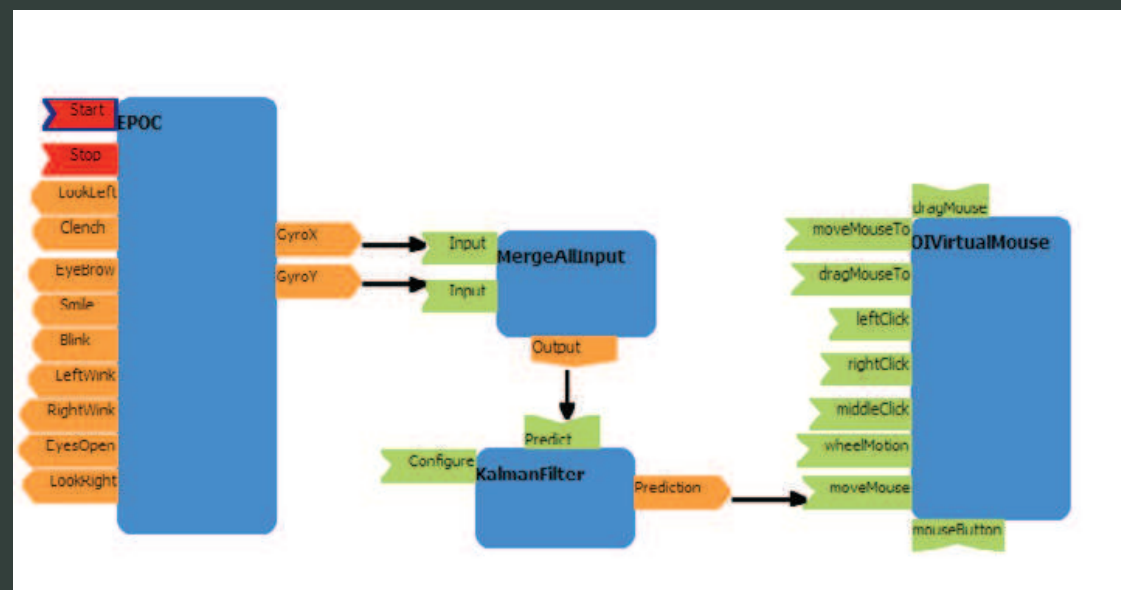 Start
EPOC
Stop
LookLeft
Clench
EyeBrow
Smile
Blink
LeftWink
RightWink
EyesOpen
LookRight
GyroX
GyroY
Input
Input
MergeAllInput
Output
Predict
Configure
KalmanFilter
Prediction
dragMouse
moveMouseTo
OIVirtualMouse
dragMouseTo
leftClick
rightClick
middleClick
wheelMotion
moveMouse
mouseButton